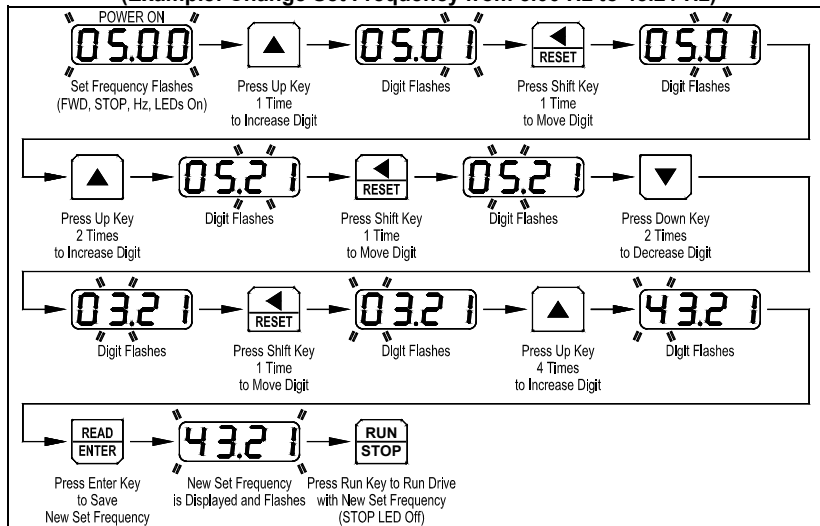 (Example: Change Set Frequency from 5.00 Hz to 43.21 Hz)
POWER ON
05.00
Set Frequency Flashes
(FWD, STOP, Hz, LEDs On)
Press Up Key
1 Time
to Increase Digit
05.01
Digit Flashes
RESET
Press Shift Key
1 Time
to Move Digit
05.01
Digit Flashes
Press Up Key
2 Times
to Increase Digit
05.21
Digit Flashes
RESET
Press Shift Key
1 Time
to Move Digit
05.21
Digit Flashes
Press Down Key
2 Times
to Decrease Digit
03.21
Digit Flashes
RESET
Press Shift Key
1 Time
to Move Digit
03.21
Digit Flashes
Press Up Key
4 Times
to Increase Digit
43.21
Digit Flashes
READ
ENTER
Press Enter Key
to Save
New Set Frequency
43.21
New Set Frequency
is Displayed and Flashes
RUN
STOP
Press Run Key to Run Drive
with New Set Frequency
(STOP LED Off)